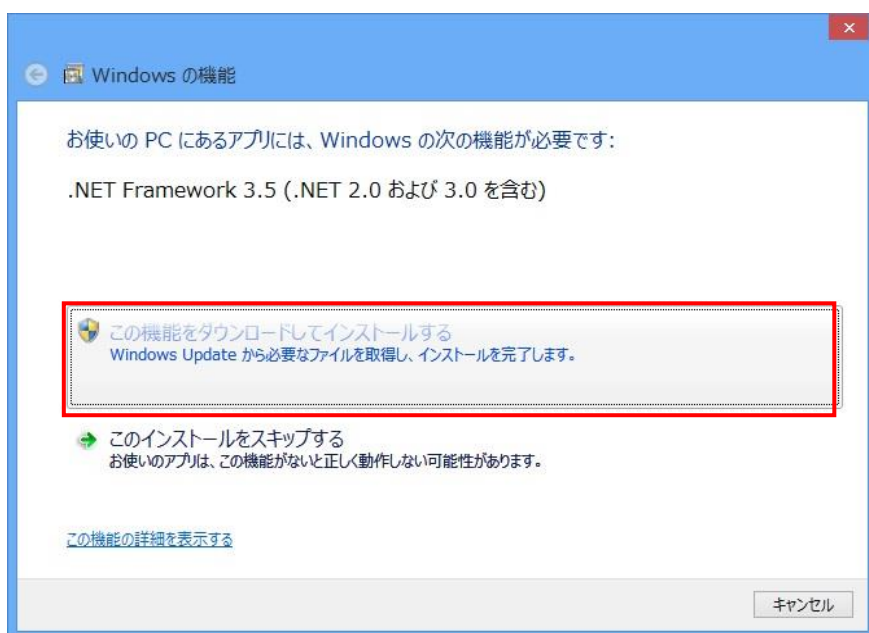 Windows の機能
お使いの PC にあるアプリには、Windows の次の機能が必要です:
.NET Framework 3.5 (.NET 2.0 および 3.0 を含む)
この機能をダウンロードしてインストールする
Windows Update から必要なファイルを取得し、インストールを完了します。
このインストールをスキップする
お使いのアプリは、この機能がないと正しく動作しない可能性があります。
この機能の詳細を表示する
キャンセル